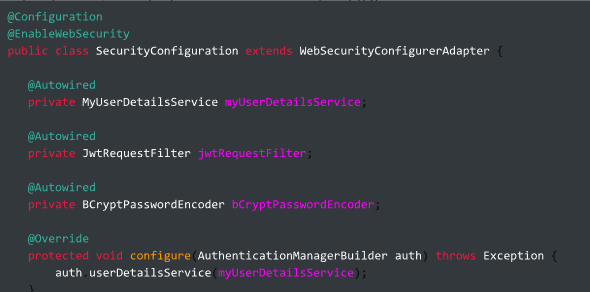 @Configuration
@EnableWebSecurity
public class SecurityConfiguration extends WebSecurityConfigurerAdapter {
@Autowired
private MyUserDetailsService myUserDetailsService;
@Autowired
private JwtRequestFilter jwtRequestFilter;
@Autowired
private BCryptPasswordEncoder bCryptPasswordEncoder;
@Override
protected void configure(AuthenticationManagerBuilder auth) throws Exception {
auth.userDetailsService(myUserDetailsService);
}